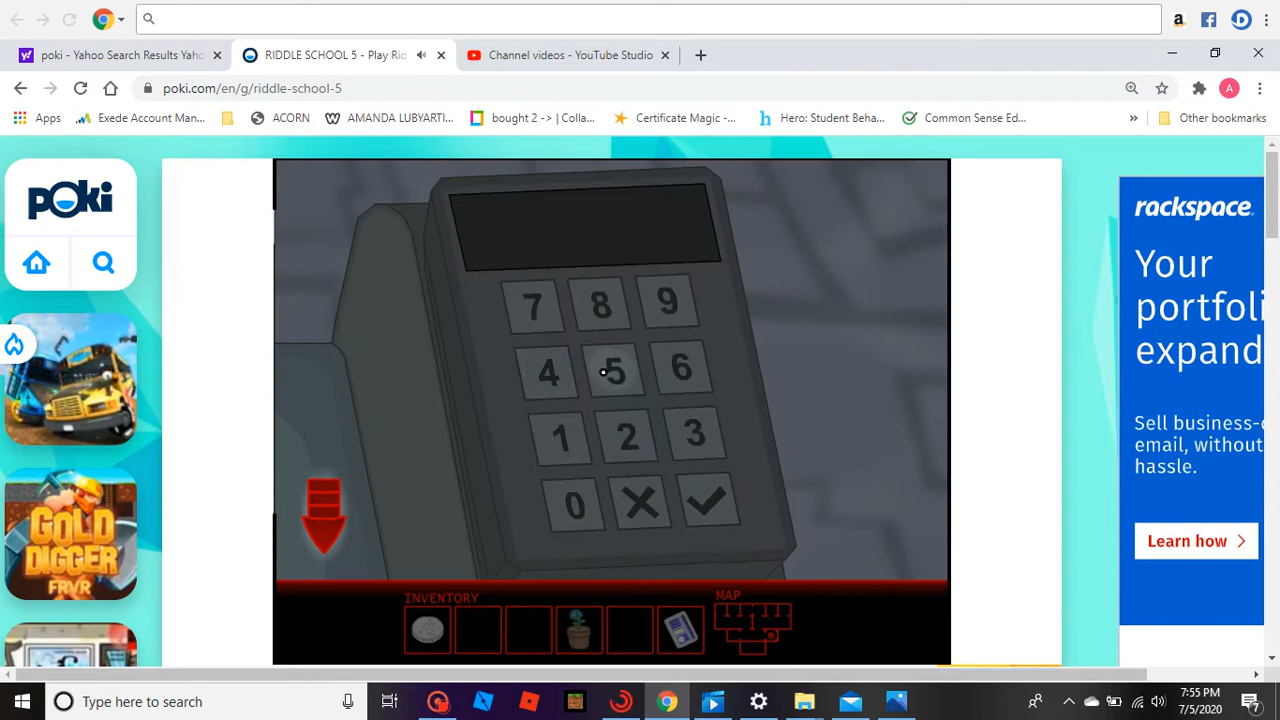 yahoo! poki - Yahoo Search Results Yaho
RIDDLE SCHOOL 5 - Play Rid
Channel videos - YouTube Studio
poki.com/en/g/riddle-school-5
A
Apps
Exede Account Man...
ACORN
AMANDA LUBYARTI...
bought 2 -> | Colla...
Certificate Magic -...
Hero: Student Beha...
Common Sense Ed...
Other bookmarks
poki
7 8 9
4 5 6
1 2 3
0
INVENTORY
MAP
GOLD
DIGGER
FRVR
rackspace.
Your
portfoli
expand
Sell business-c
email, without
hassle.
Learn how
Type here to search
7:55 PM
7/5/2020
7